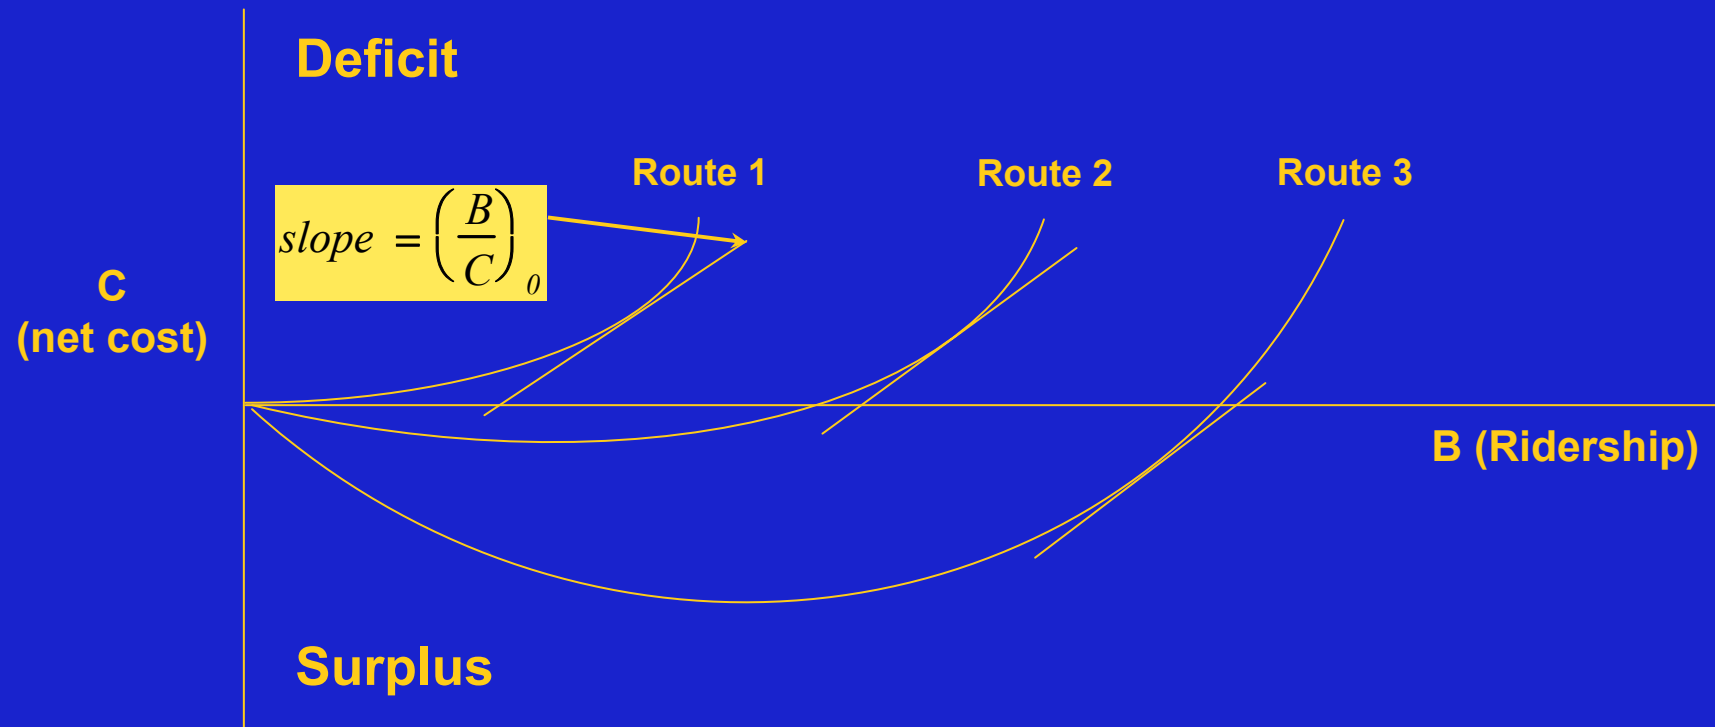 Deficit
Route 1
Route 2
Route 3
slope = (B/C)0
C
(net cost)
B (Ridership)
Surplus